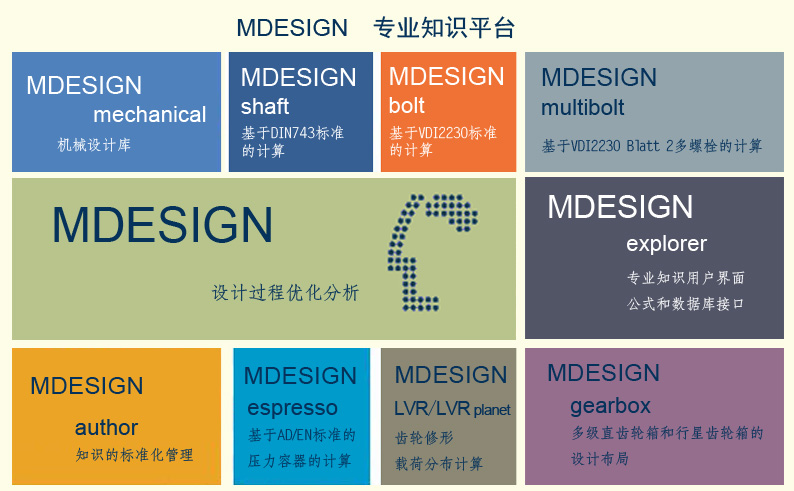 MDESIGN 专业知识平台
MDESIGN
mechanical
机械设计库
MDESIGN
shaft
基于DIN743标准
的计算
MDESIGN
bolt
基于VDI2230标准
的计算
MDESIGN
multibolt
基于VDI2230 Blatt 2多螺栓的计算
MDESIGN
设计过程优化分析
MDESIGN
explorer
专业知识用户界面
公式和数据库接口
MDESIGN
author
知识的标准化管理
MDESIGN
espresso
基于AD/EN标准的
压力容器的计算
MDESIGN
LVR/LVR planet
齿轮修形
载荷分布计算
MDESIGN
gearbox
多级直齿轮箱和行星齿轮箱的
设计布局